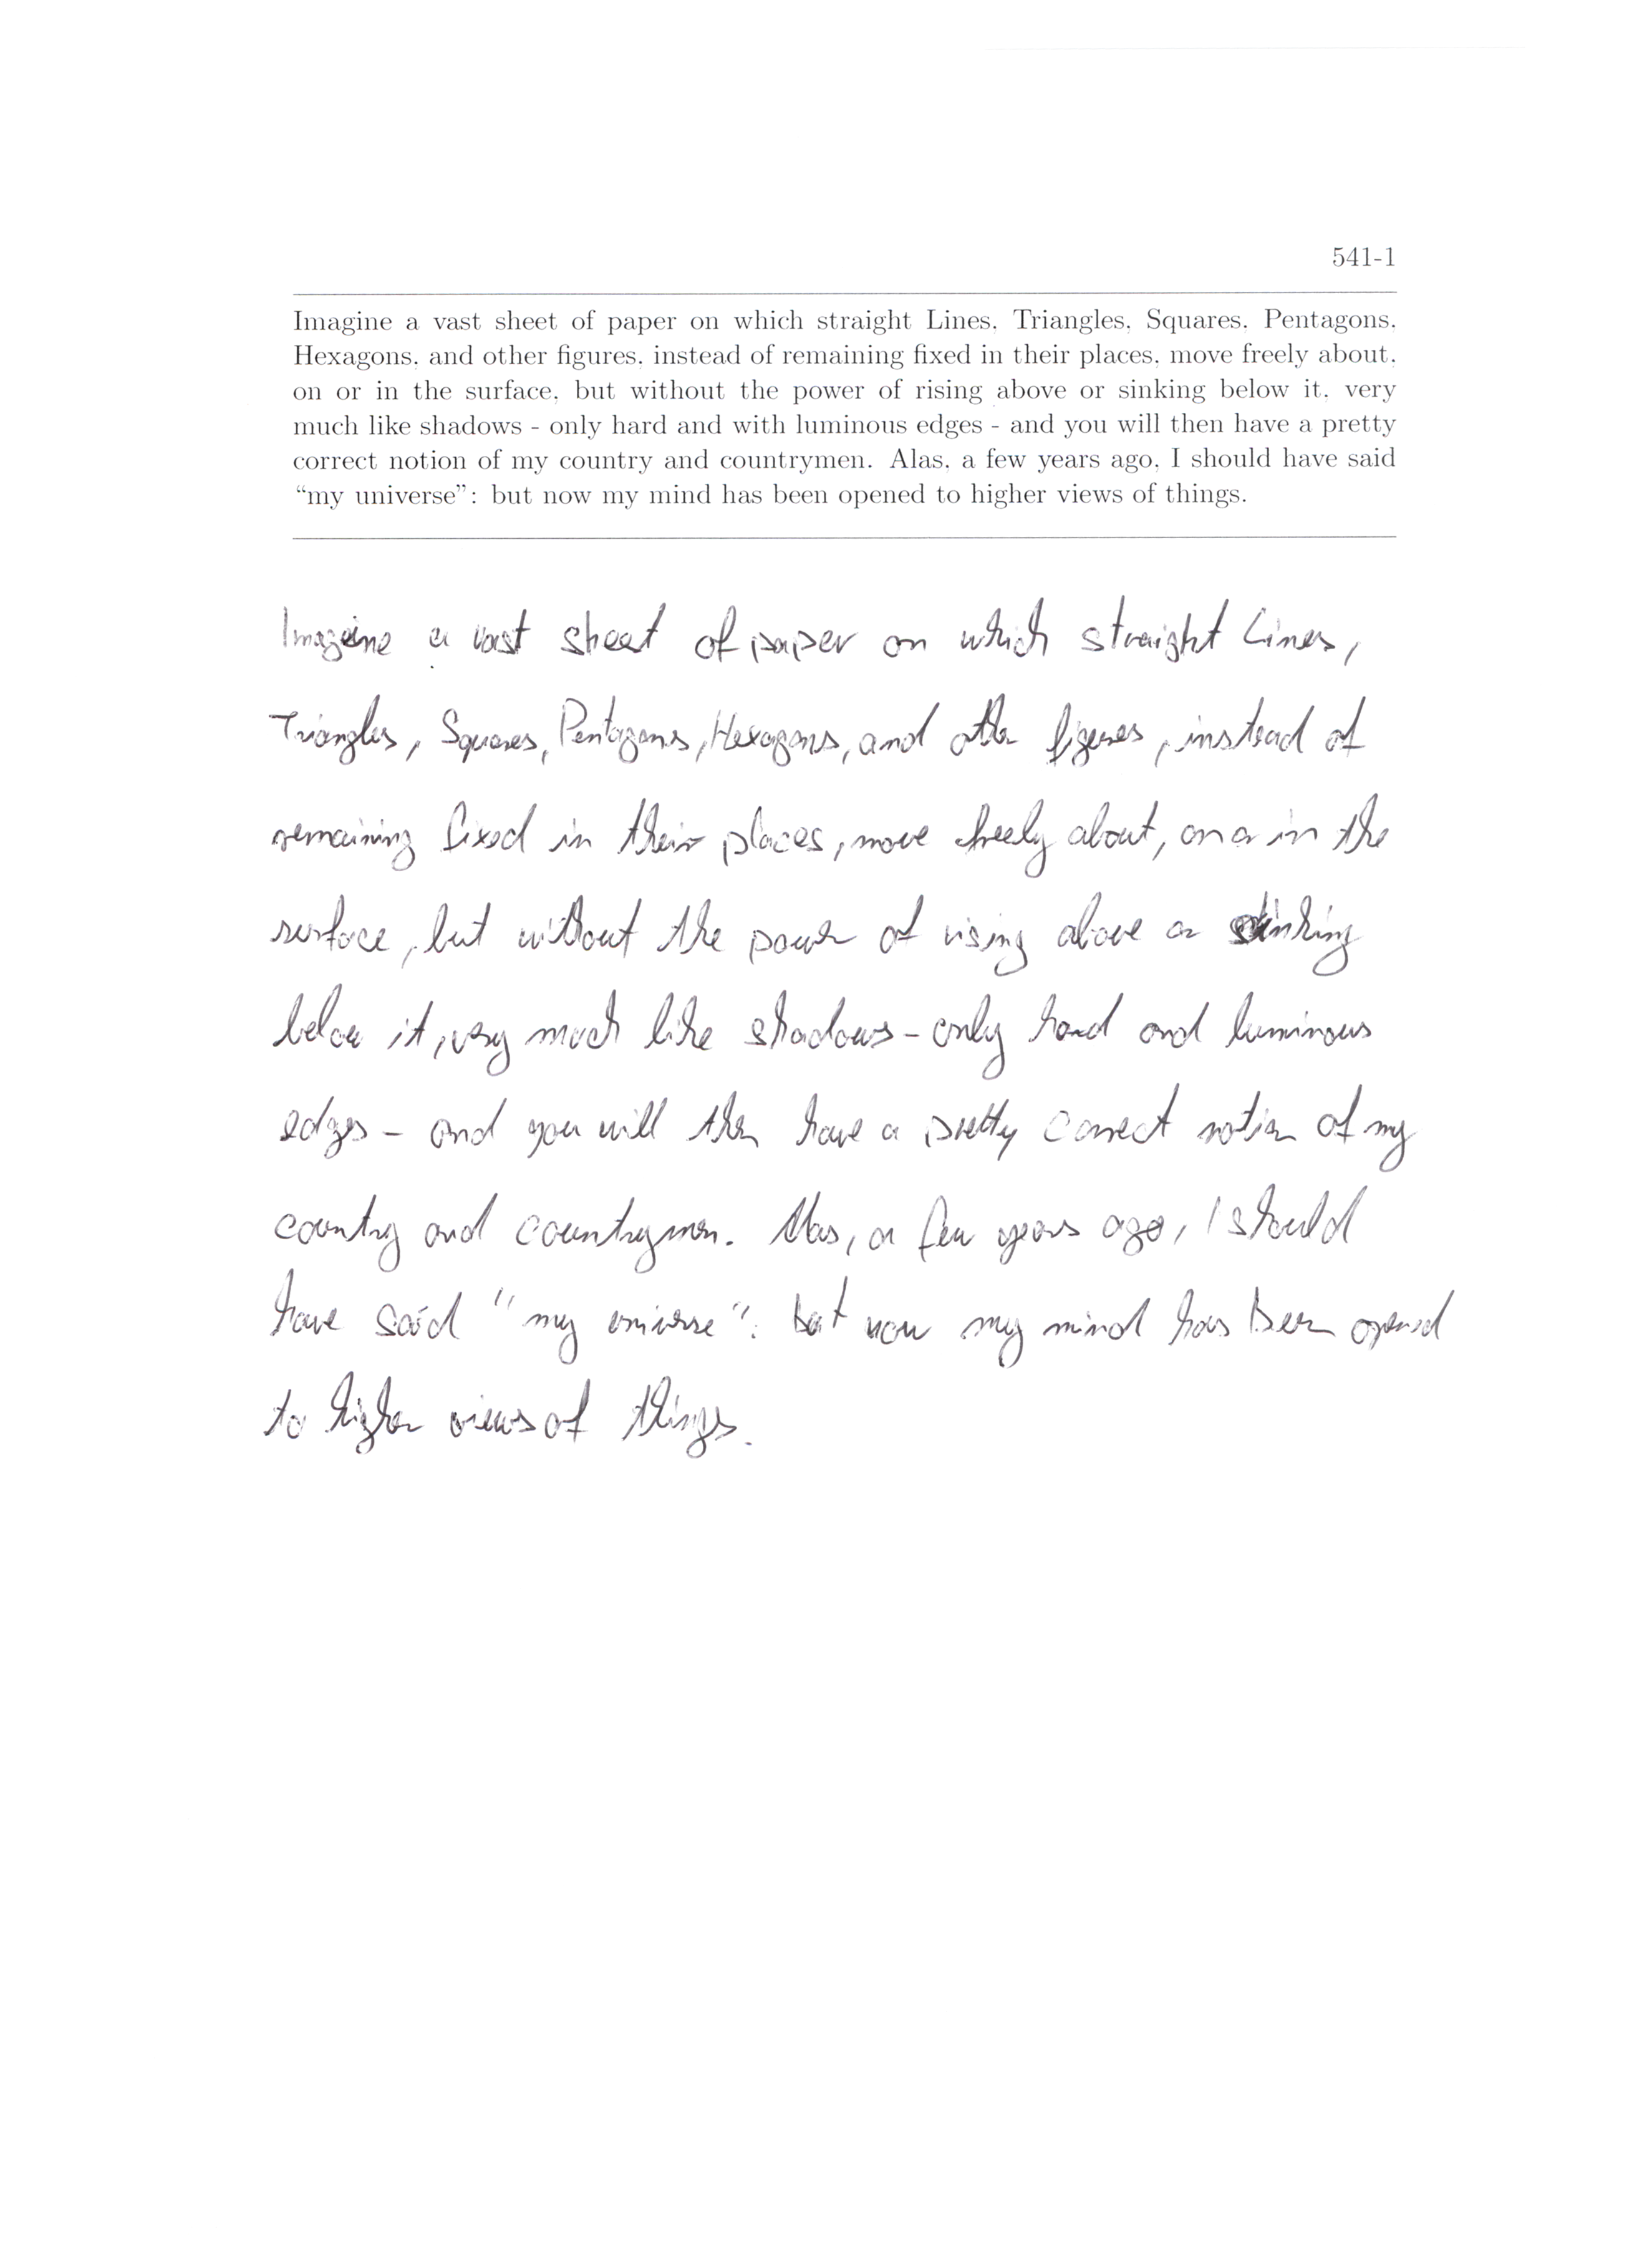 541-1
Imagine a vast sheet of paper on which straight Lines, Triangles, Squares, Pentagons,
Hexagons, and other figures, instead of remaining fixed in their places, move freely about,
on or in the surface, but without the power of rising above or sinking below it, very
much like shadows - only hard and with luminous edges - and you will then have a pretty
correct notion of my country and countrymen. Alas, a few years ago, I should have said
“my universe”: but now my mind has been opened to higher views of things.
Imagine a vast sheet of paper on which straight Lines,
Triangles, Squares, Pentagons, Hexagons, and other figures, instead of
remaining fixed in their places, move freely about, on or in the
surface, but without the power of rising above or sinking
below it, very much like shadows - only hard and luminous
edges - and you will then have a pretty correct notion of my
country and countrymen. Alas, a few years ago, I should
have said "my universe": but now my mind has been opened
to higher views of things.